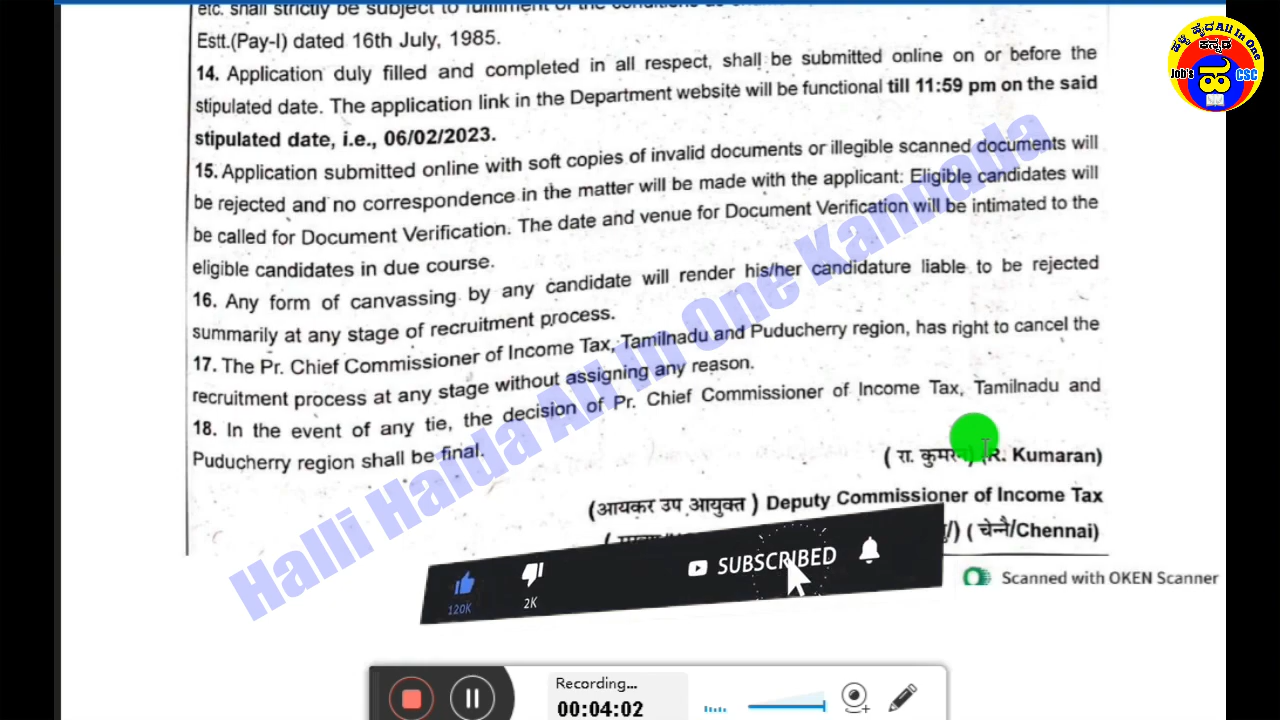 etc. shall strictly be subject to fulfilment of the conditions as
Estt.(Pay-I) dated 16th July, 1985.
14. Application duly filled and completed in all respect, shall be submitted online on or before the
stipulated date. The application link in the Department website will be functional till 11:59 pm on the said
stipulated date, i.e., 06/02/2023.
15. Application submitted online with soft copies of invalid documents or illegible scanned documents will
be rejected and no correspondence in the matter will be made with the applicant: Eligible candidates will
be called for Document Verification. The date and venue for Document Verification will be intimated to the
eligible candidates in due course.
16. Any form of canvassing by any candidate will render his/her candidature liable to be rejected
summarily at any stage of recruitment process.
17. The Pr. Chief Commissioner of Income Tax, Tamilnadu and Puducherry region, has right to cancel the
recruitment process at any stage without assigning any reason.
18. In the event of any tie, the decision of Pr. Chief Commissioner of Income Tax, Tamilnadu and
Puducherry region shall be final.
( रा. कुमरन) (R. Kumaran)
(आयकर उप आयुक्त ) Deputy Commissioner of Income Tax
( चेन्नै/Chennai)
Scanned with OKEN Scanner
Halli Haida All In One Kannada
ಹಳ್ಳಿ ಹೈದ All In One
ಕನ್ನಡ
Job's
CSC
ಹ
120K
2K
SUBSCRIBED
Recording...
00:04:02